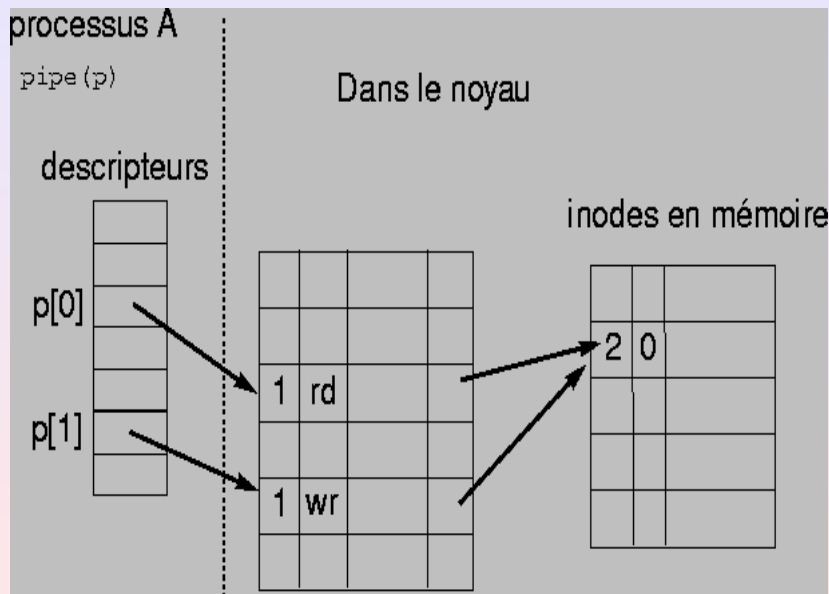 processus A
pipe(p)
Dans le noyau
descripteurs
inodes en mémoire
p[0]
2 0
1 rd
p[1]
1 wr